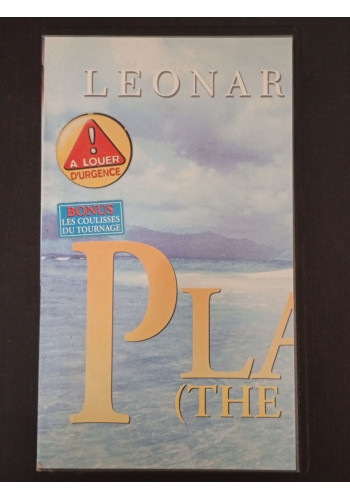 LEONAR
!
A LOUER
D'URGENCE
BONUS
LES COULISSES
DU TOURNAGE
PLA
(THE